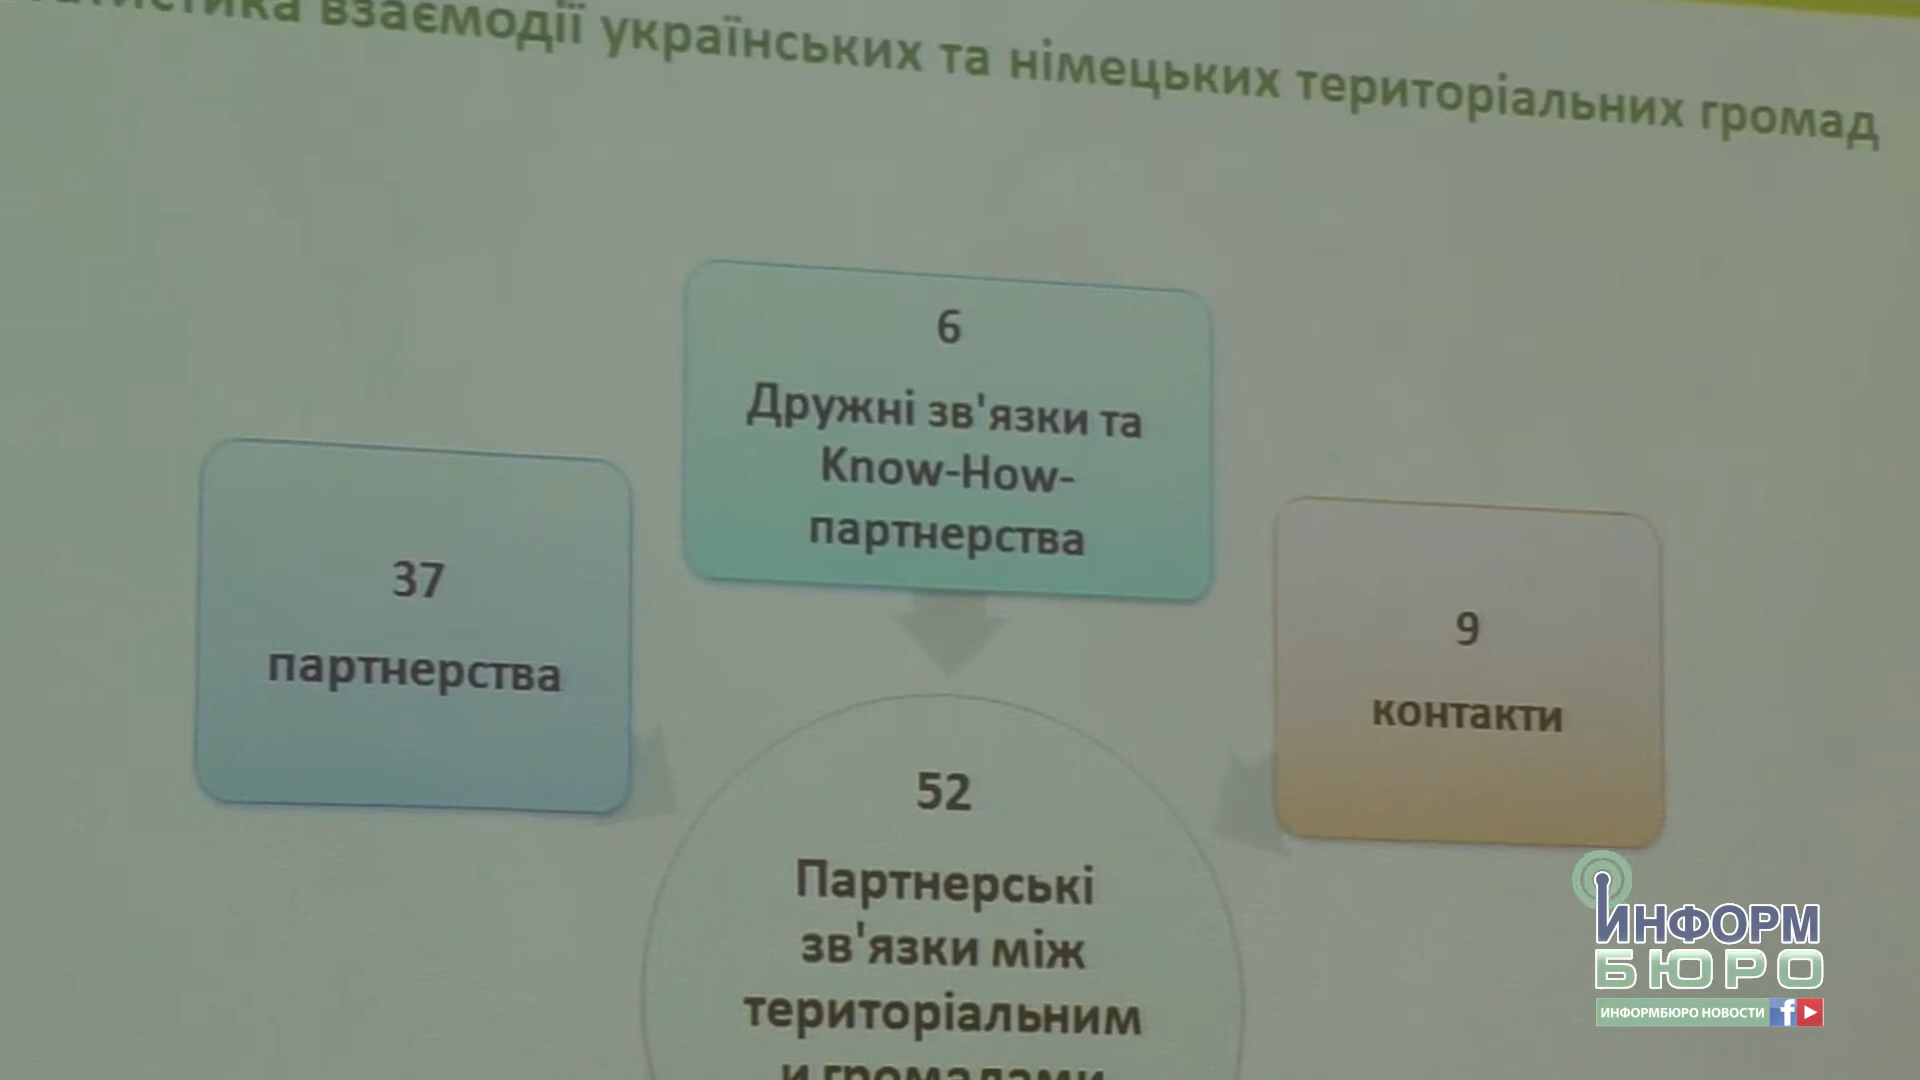 взаємодії українських та німецьких територіальних громад
6
Дружні зв'язки та
Know-How-
партнерства
37
партнерства
9
контакти
52
Партнерські
зв'язки між
територіальним
и громадами
ИНФОРМ
БЮРО
ИНФОРМБЮРО НОВОСТИ